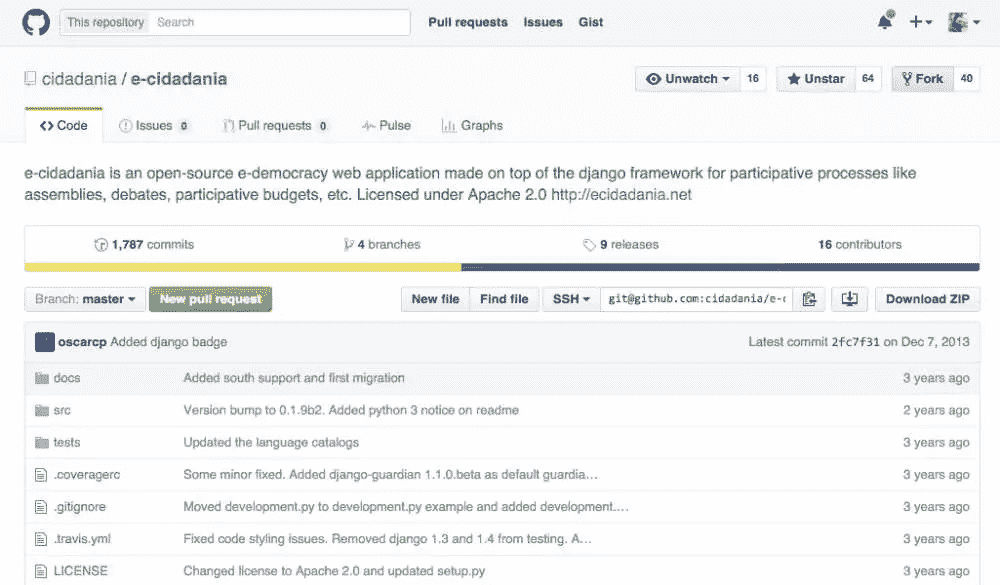 This repository Search Pull requests Issues Gist
cidadania / e-cidadania Unwatch 16 Unstar 64 Fork 40
Code Issues 0 Pull requests 0 Pulse Graphs
e-cidadania is an open-source e-democracy web application made on top of the django framework for participative processes like
assemblies, debates, participative budgets, etc. Licensed under Apache 2.0 http://ecidadania.net
1,787 commits 4 branches 9 releases 16 contributors
Branch: master New pull request New file Find file SSH git@github.com:cidadania/e-c Download ZIP
oscarcp Added django badge Latest commit 2fc7f31 on Dec 7, 2013
docs Added south support and first migration 3 years ago
src Version bump to 0.1.9b2. Added python 3 notice on readme 2 years ago
tests Updated the language catalogs 3 years ago
.coveragerc Some minor fixed. Added django-guardian 1.1.0.beta as default guardia... 3 years ago
.gitignore Moved development.py to development.py example and added development.... 3 years ago
.travis.yml Fixed code styling issues. Removed django 1.3 and 1.4 from testing. A... 3 years ago
LICENSE Changed license to Apache 2.0 and updated setup.py 3 years ago